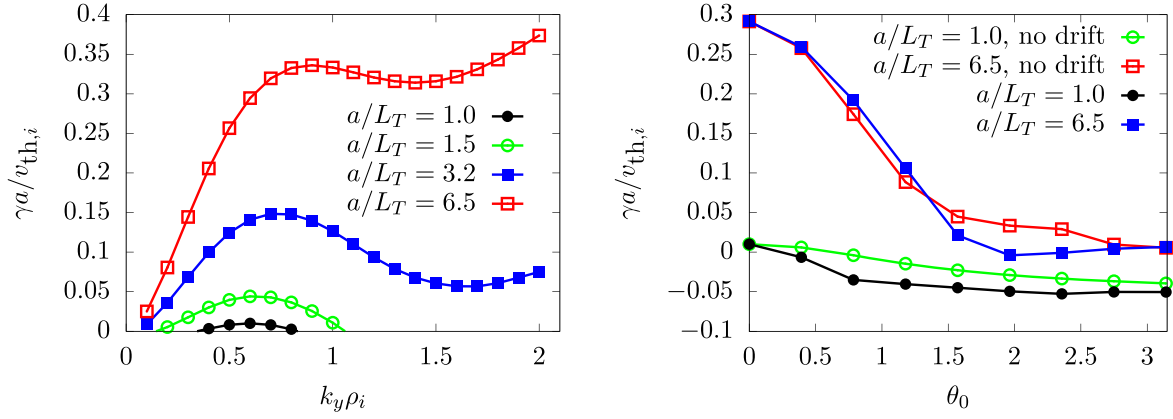 γa/v_th,i
0.4
0.35
0.3
0.25
0.2
0.15
0.1
0.05
0
a/L_T = 1.0
a/L_T = 1.5
a/L_T = 3.2
a/L_T = 6.5
0 0.5 1 1.5 2
k_yρ_i
γa/v_th,i
0.3
0.25
0.2
0.15
0.1
0.05
0
−0.05
−0.1
a/L_T = 1.0, no drift
a/L_T = 6.5, no drift
a/L_T = 1.0
a/L_T = 6.5
0 0.5 1 1.5 2 2.5 3
θ_0